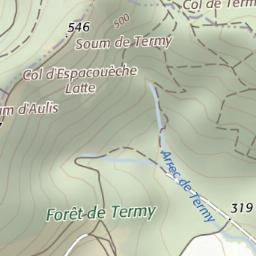 546
500
Col de Term
Soum de Termy
Col d'Espacouèche
Latte
m d'Aulis
Arrec de Termy
319
Forêt de Termy